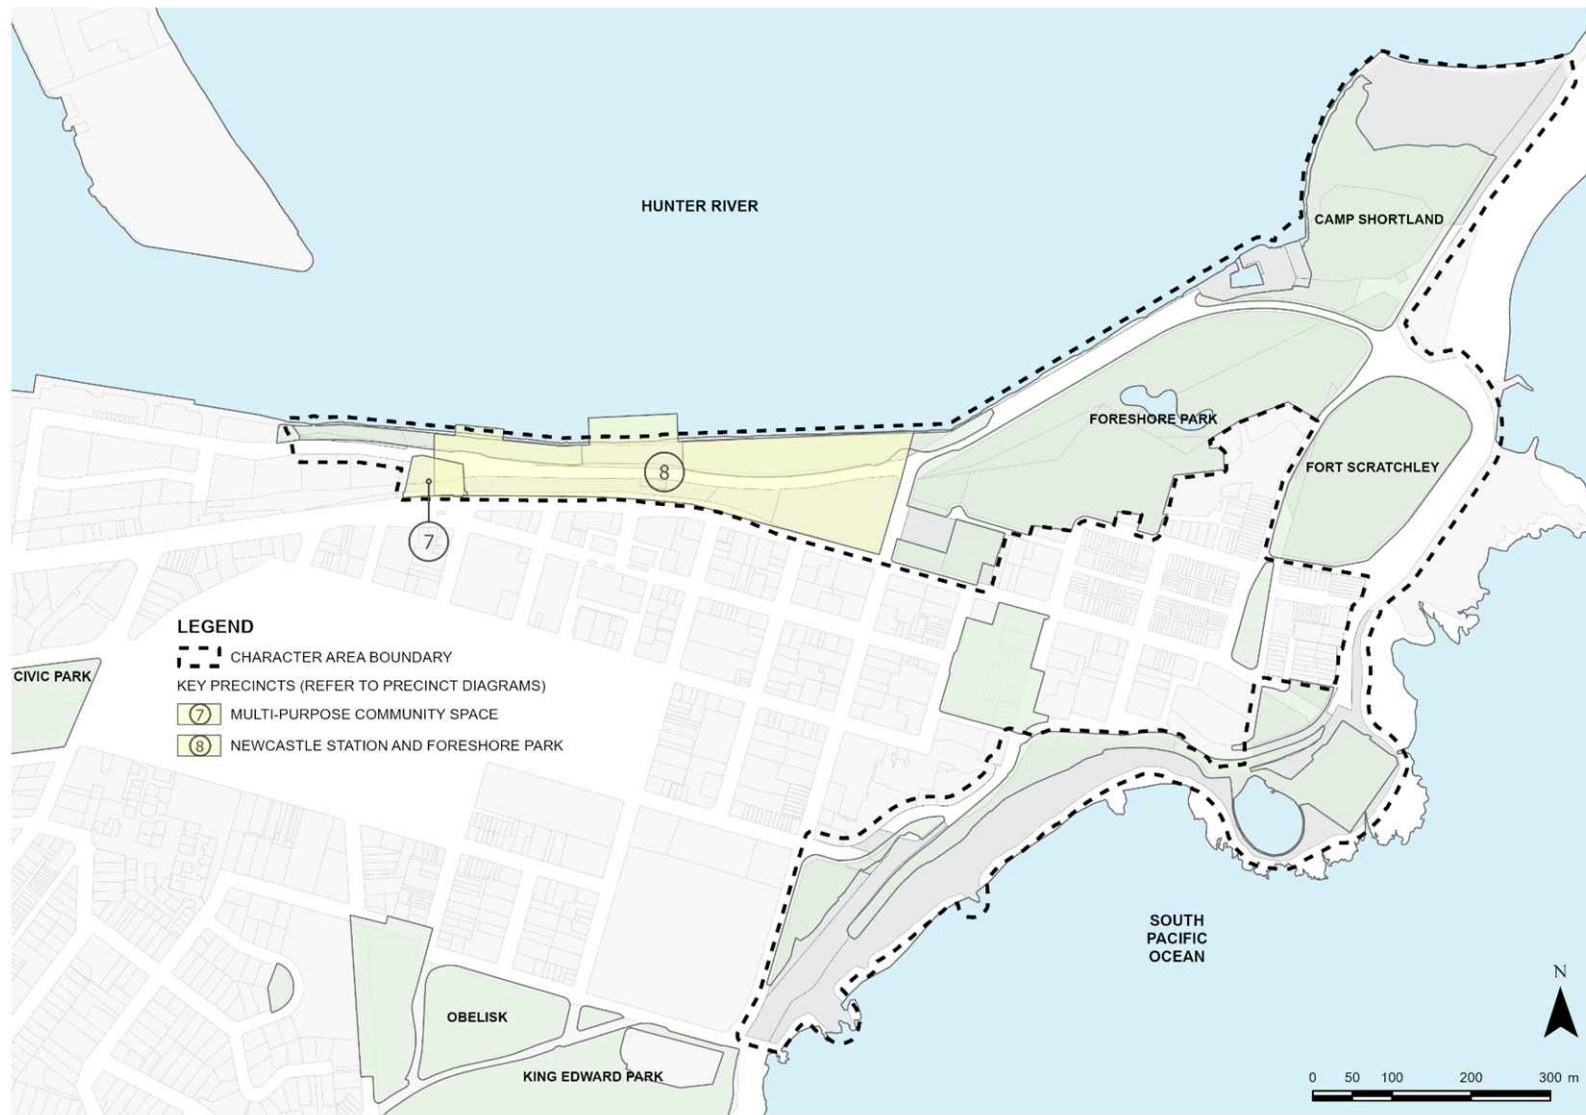 HUNTER RIVER
CAMP SHORTLAND
FORESHORE PARK
FORT SCRATCHLEY
8
7
LEGEND
CHARACTER AREA BOUNDARY
KEY PRECINCTS (REFER TO PRECINCT DIAGRAMS)
7 MULTI-PURPOSE COMMUNITY SPACE
8 NEWCASTLE STATION AND FORESHORE PARK
CIVIC PARK
SOUTH
PACIFIC
OCEAN
OBELISK
KING EDWARD PARK
N
0 50 100 200 300 m